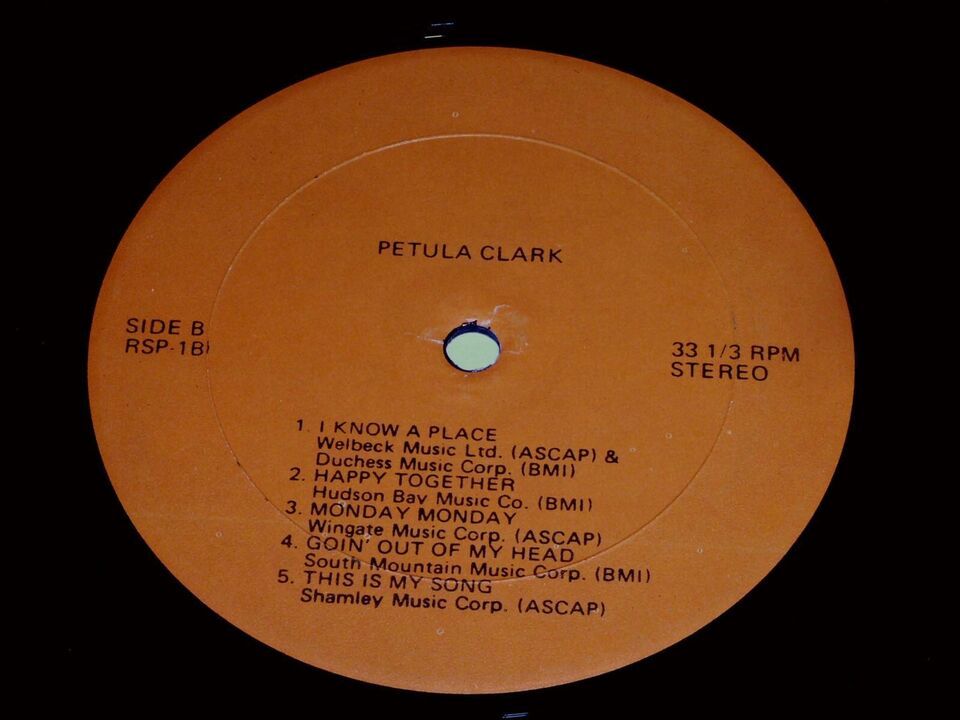 PETULA CLARK
SIDE B
RSP-1B
33 1/3 RPM
STEREO
1. I KNOW A PLACE
Welbeck Music Ltd. (ASCAP) &
Duchess Music Corp. (BMI)
2. HAPPY TOGETHER
Hudson Bay Music Co. (BMI)
3. MONDAY MONDAY
Wingate Music Corp. (ASCAP)
4. GOIN' OUT OF MY HEAD
South Mountain Music Corp. (BMI)
5. THIS IS MY SONG
Shamley Music Corp. (ASCAP)